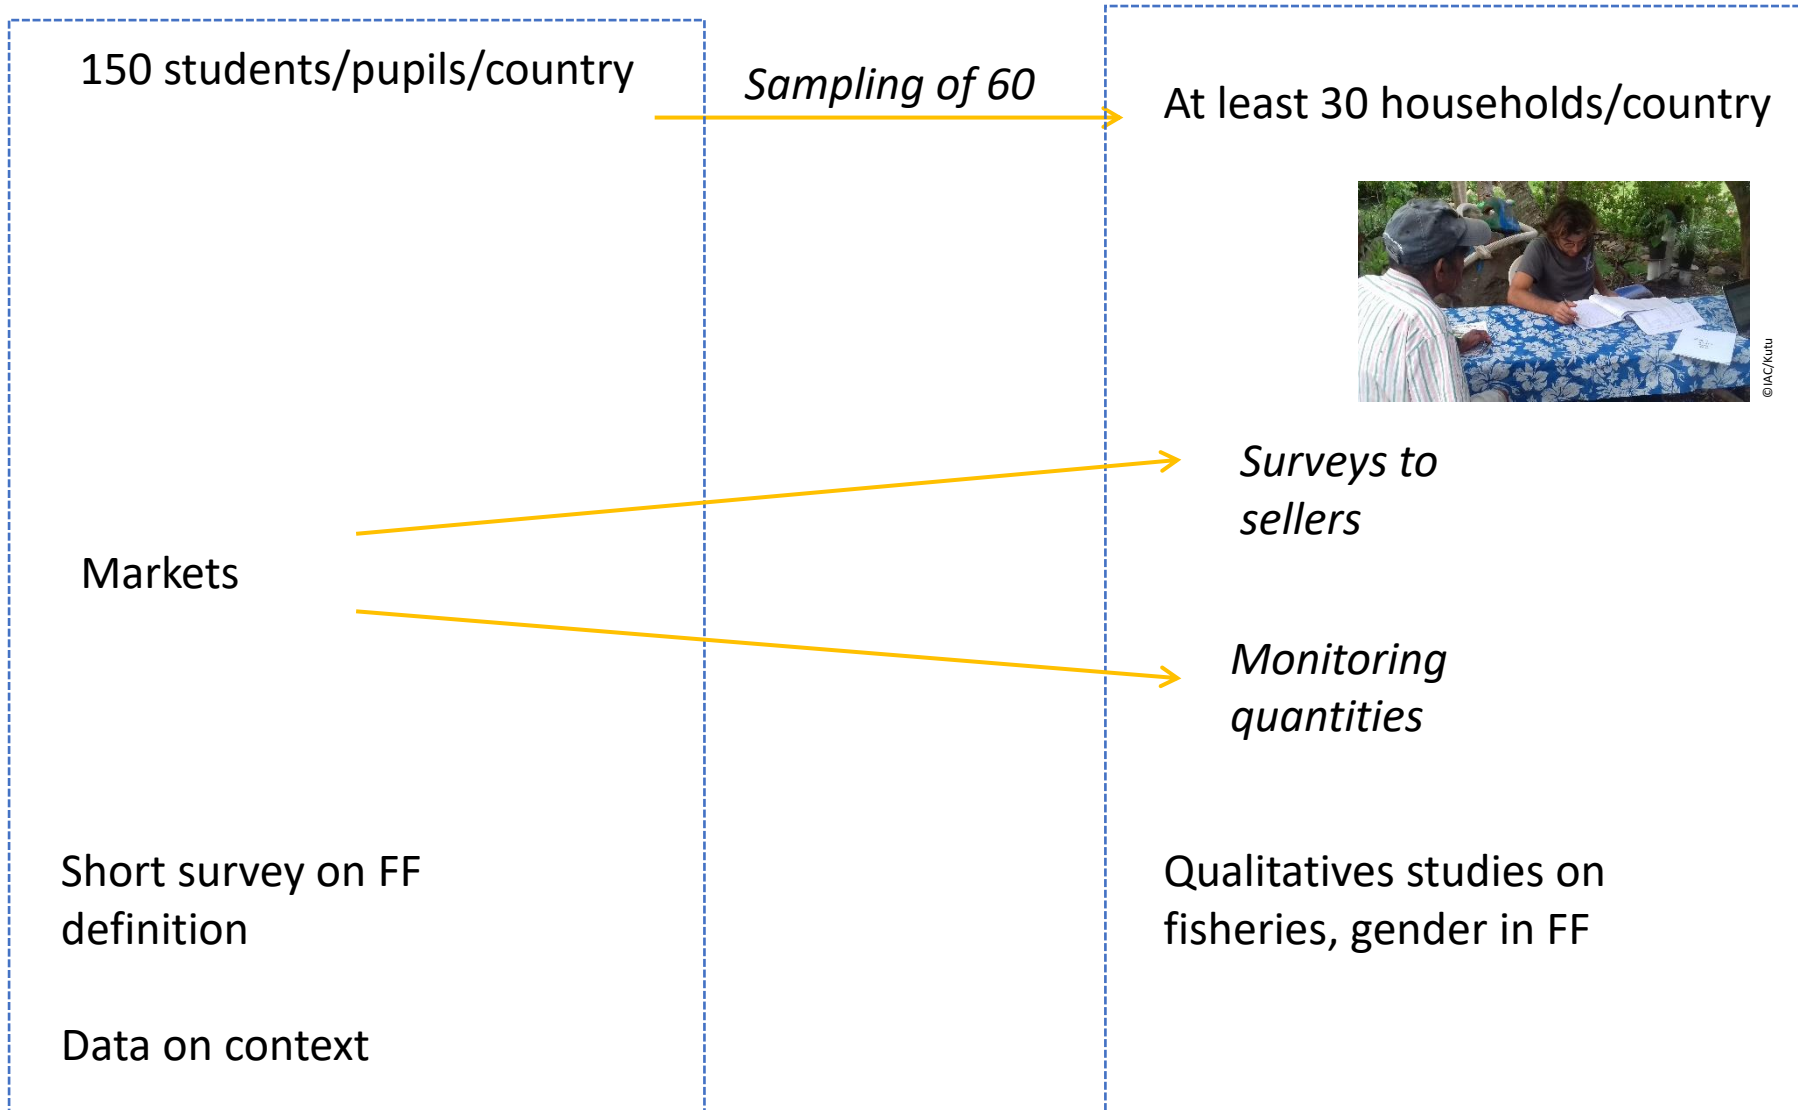 150 students/pupils/country
Sampling of 60
At least 30 households/country
©IAC/Kutu
Surveys to
sellers
Markets
Monitoring
quantities
Short survey on FF
definition
Qualitatives studies on
fisheries, gender in FF
Data on context